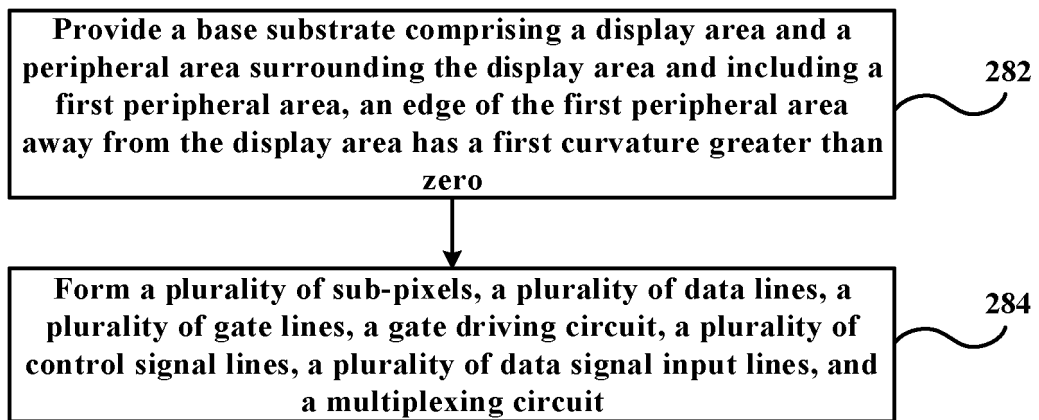 Provide a base substrate comprising a display area and a
peripheral area surrounding the display area and including a
first peripheral area, an edge of the first peripheral area
away from the display area has a first curvature greater than
zero
282
Form a plurality of sub-pixels, a plurality of data lines, a
plurality of gate lines, a gate driving circuit, a plurality of
control signal lines, a plurality of data signal input lines, and
a multiplexing circuit
284